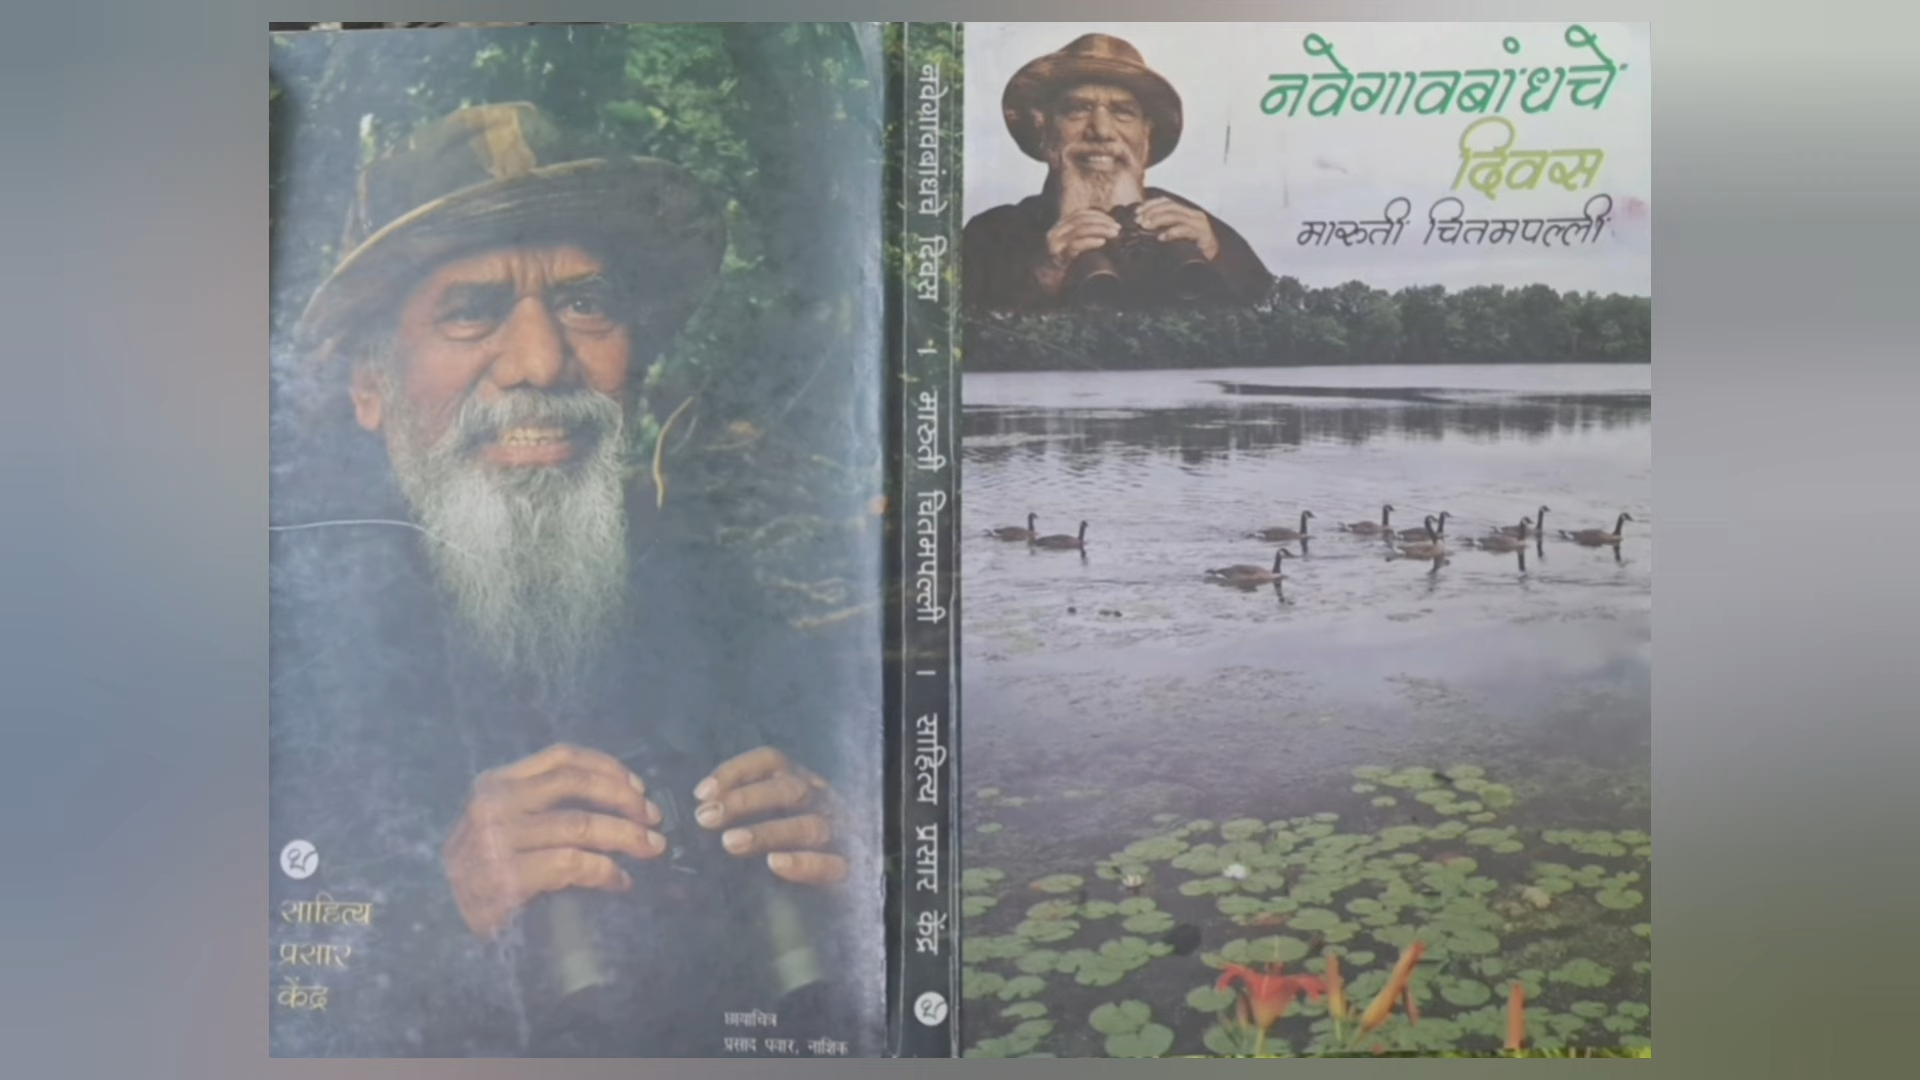 साहित्य
प्रसार
केंद्र
छायाचित्र
प्रसाद पवार, नाशिक
नवेगावबांधचे दिवस । मारुती चितमपल्ली । साहित्य प्रसार केंद्र
नवेगावबांधचे
दिवस
मारुती चितमपल्ली